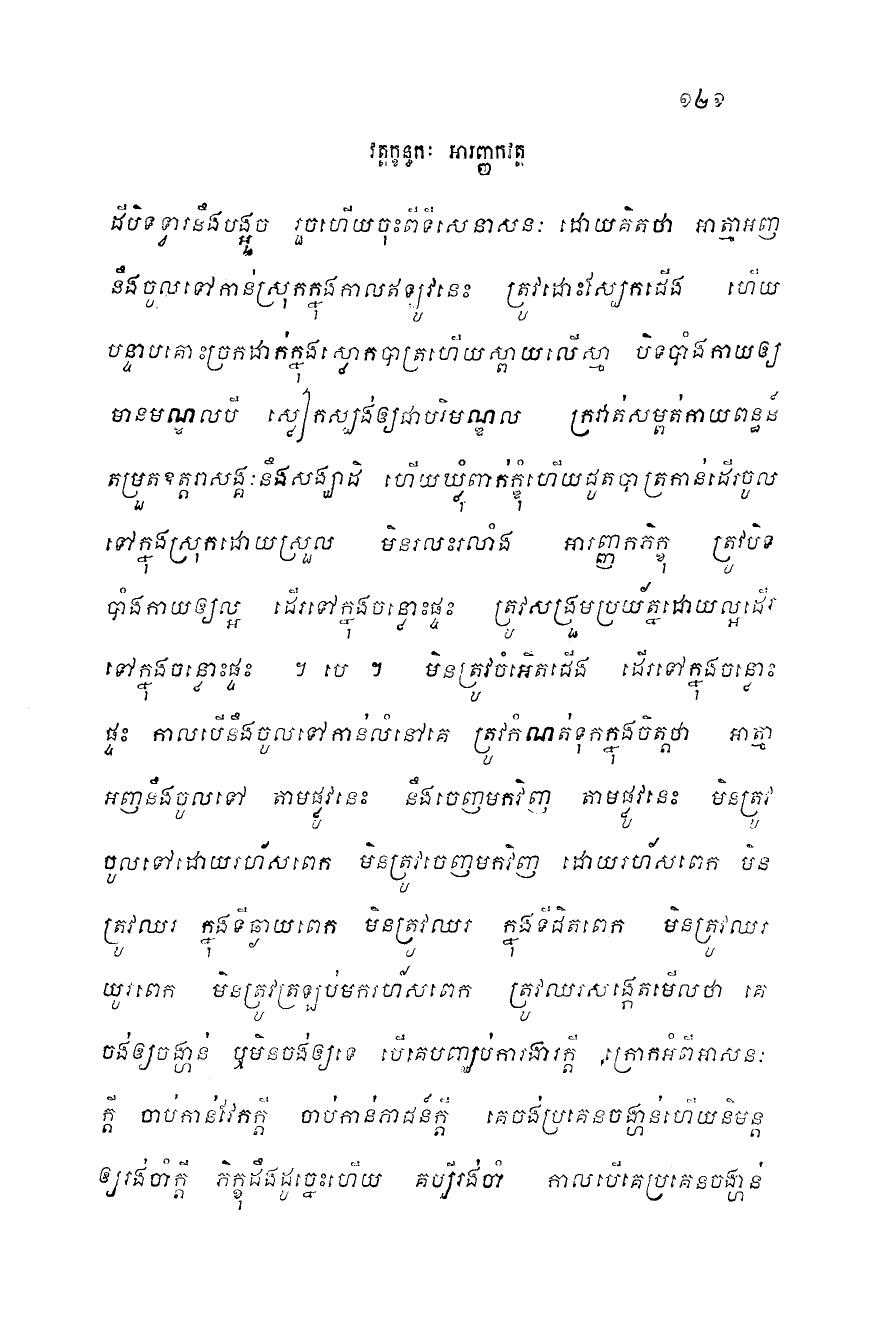 ១៤១
វត្តក្ខន្ធកៈ អារញ្ញកវត្ត
ដីបិទទ្វារនឹងបង្អួច រួចហើយចុះពីទីសេនាសនៈ ដោយគិតថា អាត្មាអញ
នឹងចូលទៅកាន់ស្រុកក្នុងកាលឥឡូវនេះ ត្រូវដោះស្បែកជើង ហើយ
បន្ទាបគោះច្រកដាក់ក្នុងស្មោកបាត្រហើយស្ពាយលើស្មា បិទបាំងកាយឲ្យ
មានមណ្ឌលបី ស្លៀកស្បង់ឲ្យជាបរិមណ្ឌល ក្រវាត់សម្ពត់កាយពន្ធន៍
តម្រួតឧត្តរាសង្គៈនឹងសង្ឃាដិ ហើយឃ្លុំពាក់ក្ឌុំហើយដូតបាត្រកាន់ដើរចូល
ទៅក្នុងស្រុកដោយស្រួល មិនរលះរលាំង អារញ្ញកភិក្ខុ ត្រូវបិទ
បាំងកាយឲ្យល្អ ដើរទៅក្នុងចន្លោះផ្ទះ ត្រូវសង្រួមប្រយ័ត្នដោយល្អដើរ
ទៅក្នុងចន្លោះផ្ទះ ។ បេ ។ មិនត្រូវចំអើតជើង ដើរទៅក្នុងចន្លោះ
ផ្ទះ កាលបើនឹងចូលទៅកាន់លំនៅគេ ត្រូវកំណត់ទុកក្នុងចិត្តថា អាត្មា
អញនឹងចូលទៅ តាមផ្លូវនេះ នឹងចេញមកវិញ តាមផ្លូវនេះ មិនត្រូវ
ចូលទៅដោយរហ័សពេក មិនត្រូវចេញមកវិញ ដោយរហ័សពេក មិន
ត្រូវឈរ ក្នុងទីឆ្ងាយពេក មិនត្រូវឈរ ក្នុងទីជិតពេក មិនត្រូវឈរ
យូរពេក មិនត្រូវត្រឡប់មករហ័សពេក ត្រូវឈរសង្កេតមើលថា គេ
ចង់ឲ្យចង្ហាន់ ឬមិនចង់ឲ្យទេ បើគេបញ្ឈប់ការងារក្តី ក្រោកអំពីអាសនៈ
ក្តី ចាប់កាន់វែកក្តី ចាប់កាន់ភាជន៍ក្តី គេចង់ប្រគេនចង្ហាន់ហើយនិមន្ត
ឲ្យរង់ចាំក្តី ភិក្ខុដឹងដូច្នេះហើយ គប្បីរង់ចាំ កាលបើគេប្រគេនចង្ហាន់